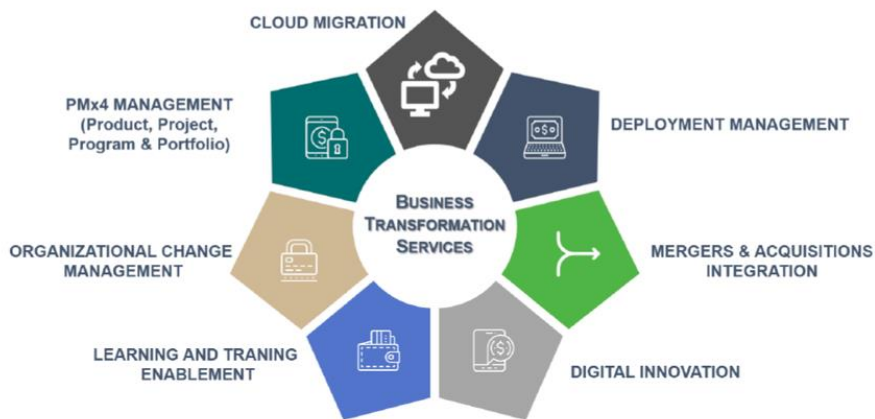 CLOUD MIGRATION
PMx4 MANAGEMENT
(Product, Project,
Program & Portfolio)
DEPLOYMENT MANAGEMENT
BUSINESS
TRANSFORMATION
SERVICES
ORGANIZATIONAL CHANGE
MANAGEMENT
MERGERS & ACQUISITIONS
INTEGRATION
LEARNING AND TRANING
ENABLEMENT
DIGITAL INNOVATION